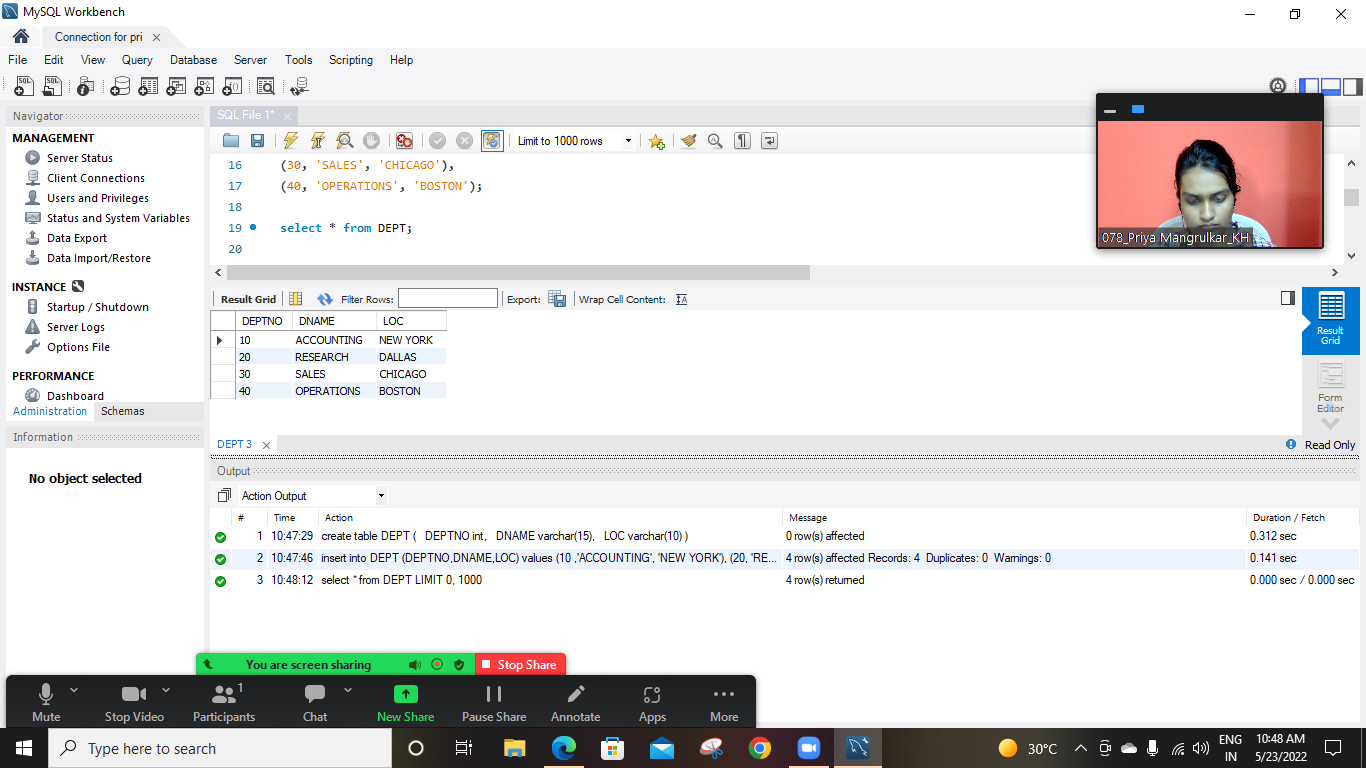 MySQL Workbench
Connection for pri
File Edit View Query Database Server Tools Scripting Help
Navigator
MANAGEMENT
Server Status
Client Connections
Users and Privileges
Status and System Variables
Data Export
Data Import/Restore
INSTANCE
Startup / Shutdown
Server Logs
Options File
PERFORMANCE
Dashboard
Administration Schemas
Information
No object selected
SQL File 1*
Limit to 1000 rows
16 (30, 'SALES', 'CHICAGO'),
17 (40, 'OPERATIONS', 'BOSTON');
18
19 select * from DEPT;
20
078_Priya Mangrulkar_KH
Result Grid Filter Rows: Export: Wrap Cell Content:
DEPTNO DNAME LOC
10 ACCOUNTING NEW YORK
20 RESEARCH DALLAS
30 SALES CHICAGO
40 OPERATIONS BOSTON
Result
Grid
Form
Editor
DEPT 3
Read Only
Output
Action Output
# Time Action Message Duration / Fetch
1 10:47:29 create table DEPT ( DEPTNO int, DNAME varchar(15), LOC varchar(10) ) 0 row(s) affected 0.312 sec
2 10:47:46 insert into DEPT (DEPTNO,DNAME,LOC) values (10 ,'ACCOUNTING', 'NEW YORK'), (20, 'RE... 4 row(s) affected Records: 4 Duplicates: 0 Warnings: 0 0.141 sec
3 10:48:12 select * from DEPT LIMIT 0, 1000 4 row(s) returned 0.000 sec / 0.000 sec
You are screen sharing Stop Share
1
Mute Stop Video Participants Chat New Share Pause Share Annotate Apps More
Type here to search
30°C
ENG
IN
10:48 AM
5/23/2022